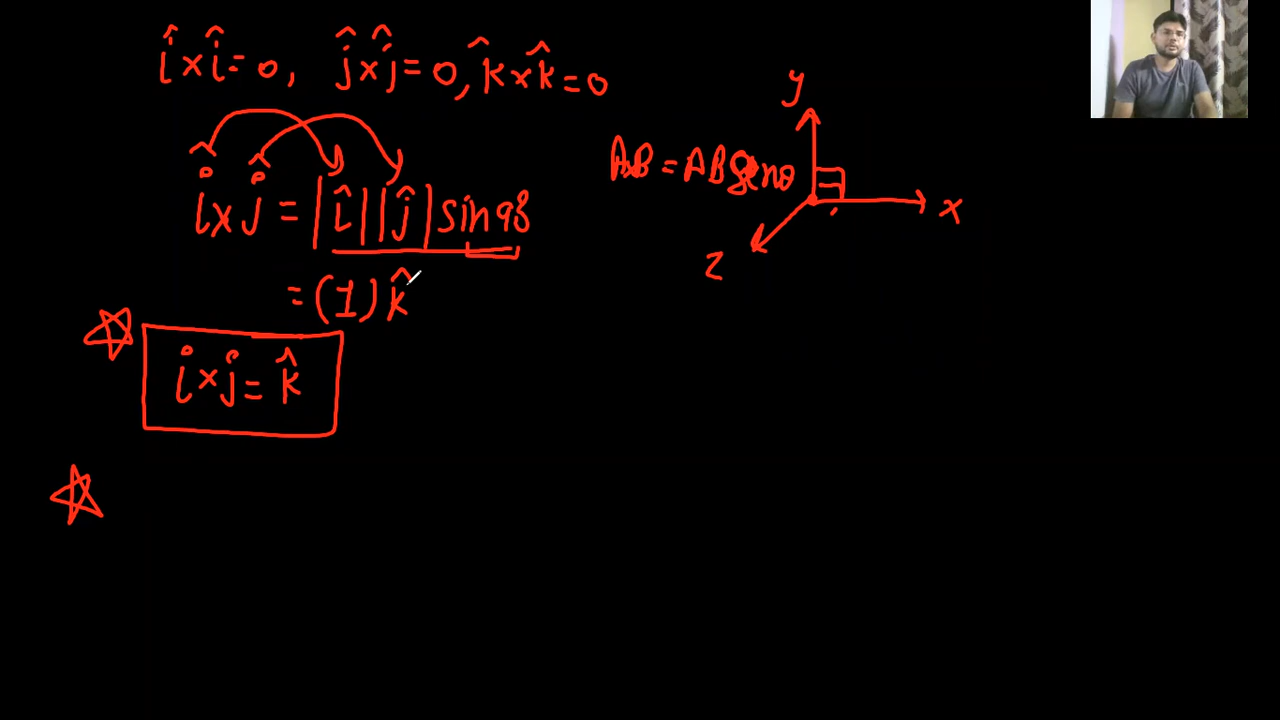 î×î=0, ĵ×ĵ=0, k̂×k̂=0
y
A×B = AB sinθ
î×ĵ = |î||ĵ| sin90
x
z
= (1) k̂
i×j = k̂